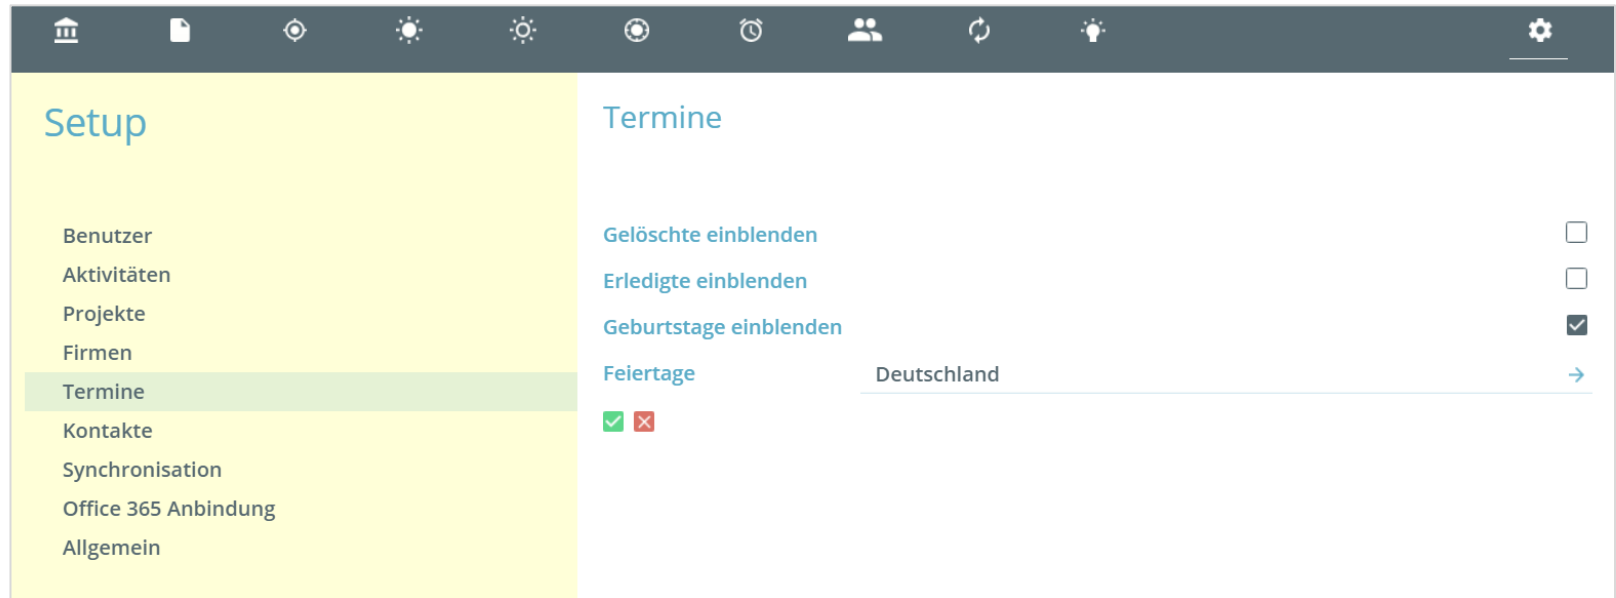 Setup
Benutzer
Aktivitäten
Projekte
Firmen
Termine
Kontakte
Synchronisation
Office 365 Anbindung
Allgemein
Termine
Gelöschte einblenden
Erledigte einblenden
Geburtstage einblenden
Feiertage Deutschland